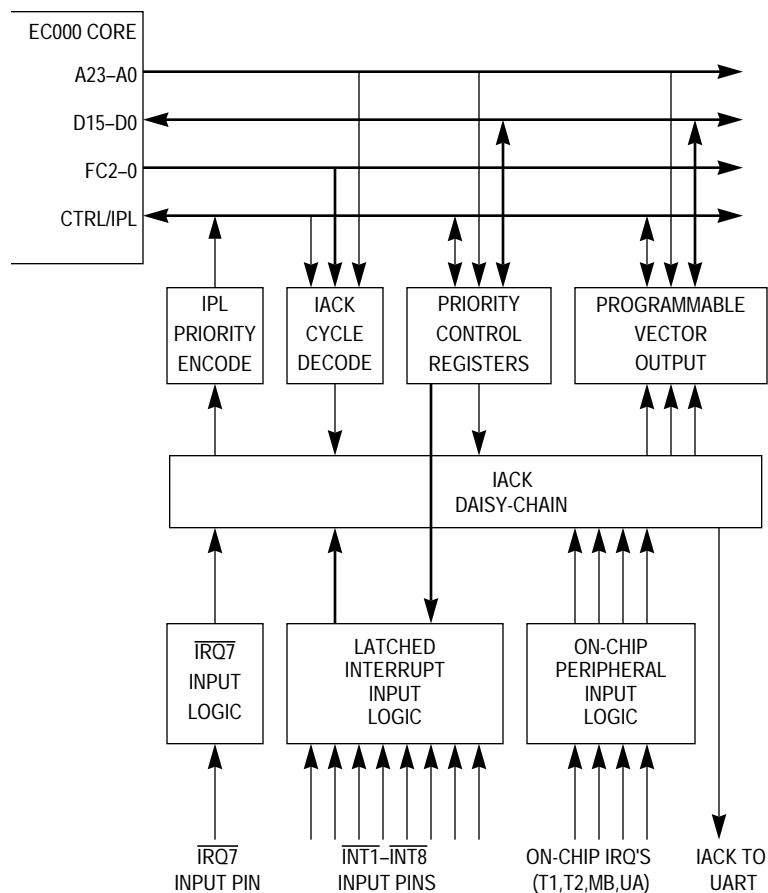 EC000 CORE
A23–A0
D15–D0
FC2–0
CTRL/IPL
IPL
PRIORITY
ENCODE
IACK
CYCLE
DECODE
PRIORITY
CONTROL
REGISTERS
PROGRAMMABLE
VECTOR
OUTPUT
IACK
DAISY-CHAIN
IRQ7
INPUT
LOGIC
LATCHED
INTERRUPT
INPUT
LOGIC
ON-CHIP
PERIPHERAL
INPUT
LOGIC
IRQ7
INPUT PIN
INT1–INT8
INPUT PINS
ON-CHIP IRQ'S
(T1,T2,MB,UA)
IACK TO
UART